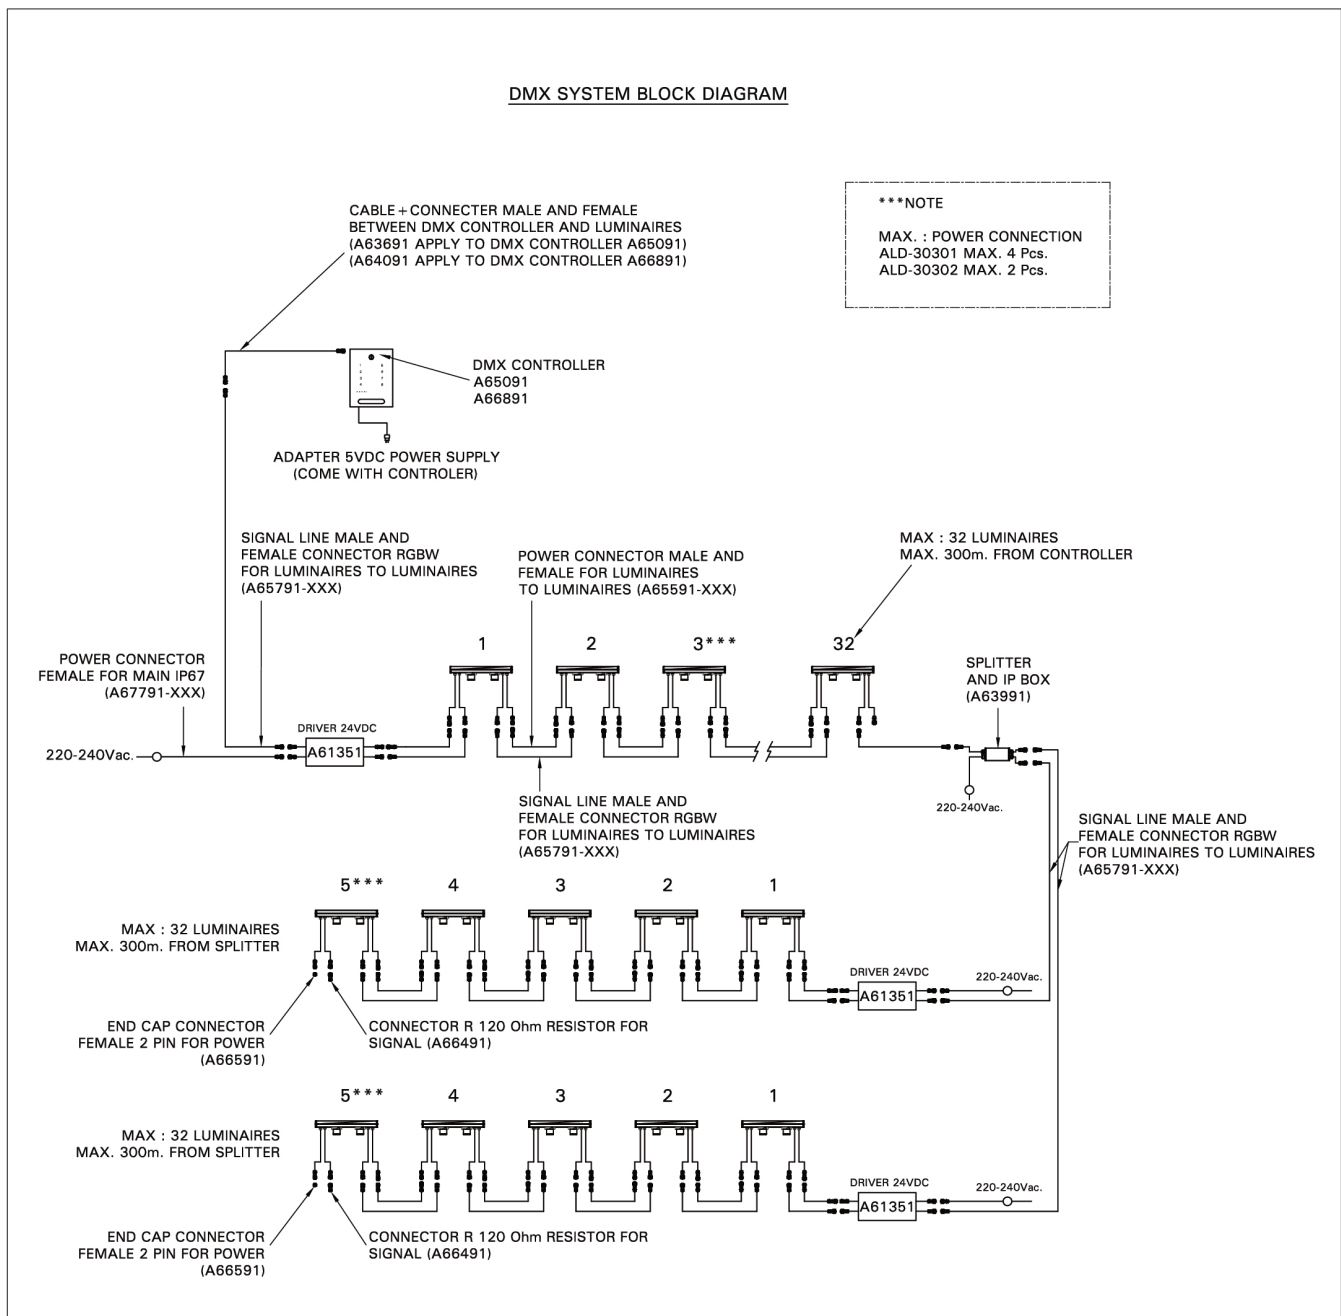 DMX SYSTEM BLOCK DIAGRAM
CABLE+CONNECTER MALE AND FEMALE
BETWEEN DMX CONTROLLER AND LUMINAIRES
(A63691 APPLY TO DMX CONTROLLER A65091)
(A64091 APPLY TO DMX CONTROLLER A66891)
***NOTE
MAX. : POWER CONNECTION
ALD-30301 MAX. 4 Pcs.
ALD-30302 MAX. 2 Pcs.
DMX CONTROLLER
A65091
A66891
ADAPTER 5VDC POWER SUPPLY
(COME WITH CONTROLER)
SIGNAL LINE MALE AND
FEMALE CONNECTOR RGBW
FOR LUMINAIRES TO LUMINAIRES
(A65791-XXX)
POWER CONNECTOR MALE AND
FEMALE FOR LUMINAIRES
TO LUMINAIRES (A65591-XXX)
MAX : 32 LUMINAIRES
MAX. 300m. FROM CONTROLLER
1
2
3***
32
POWER CONNECTOR
FEMALE FOR MAIN IP67
(A67791-XXX)
SPLITTER
AND IP BOX
(A63991)
DRIVER 24VDC
A61351
220-240Vac.
220-240Vac.
SIGNAL LINE MALE AND
FEMALE CONNECTOR RGBW
FOR LUMINAIRES TO LUMINAIRES
(A65791-XXX)
SIGNAL LINE MALE AND
FEMALE CONNECTOR RGBW
FOR LUMINAIRES TO LUMINAIRES
(A65791-XXX)
5***
4
3
2
1
MAX : 32 LUMINAIRES
MAX. 300m. FROM SPLITTER
DRIVER 24VDC
A61351
220-240Vac.
END CAP CONNECTOR
FEMALE 2 PIN FOR POWER
(A66591)
CONNECTOR R 120 Ohm RESISTOR FOR
SIGNAL (A66491)
5***
4
3
2
1
MAX : 32 LUMINAIRES
MAX. 300m. FROM SPLITTER
DRIVER 24VDC
A61351
220-240Vac.
END CAP CONNECTOR
FEMALE 2 PIN FOR POWER
(A66591)
CONNECTOR R 120 Ohm RESISTOR FOR
SIGNAL (A66491)